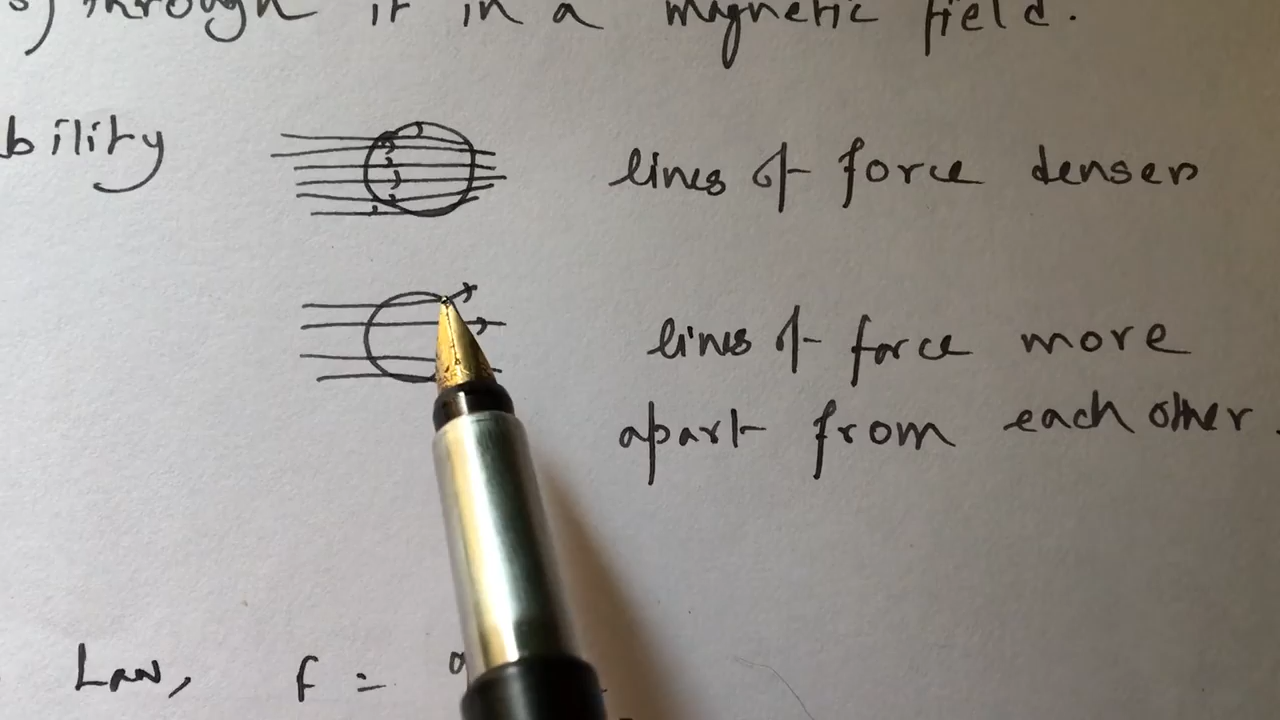 through it in a magnetic field.
bility
lines of force denser
lines of force more
apart from each other.
Law, F =